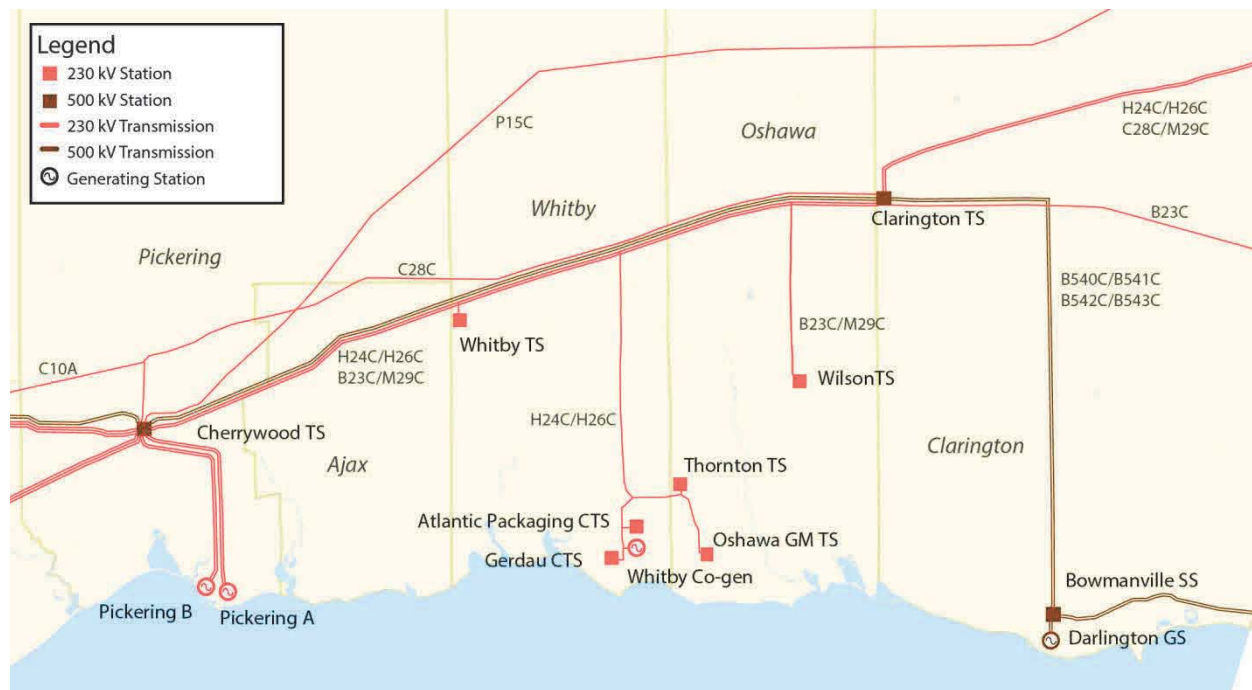 Legend
230 kV Station
500 kV Station
230 kV Transmission
500 kV Transmission
Generating Station
P15C
Oshawa
H24C/H26C
C28C/M29C
Whitby
Clarington TS
B23C
Pickering
C28C
B540C/B541C
B542C/B543C
Whitby TS
B23C/M29C
H24C/H26C
B23C/M29C
C10A
WilsonTS
H24C/H26C
Cherrywood TS
Clarington
Ajax
Thornton TS
Atlantic Packaging CTS
Oshawa GM TS
Gerdau CTS
Whitby Co-gen
Bowmanville SS
Pickering B
Pickering A
Darlington GS